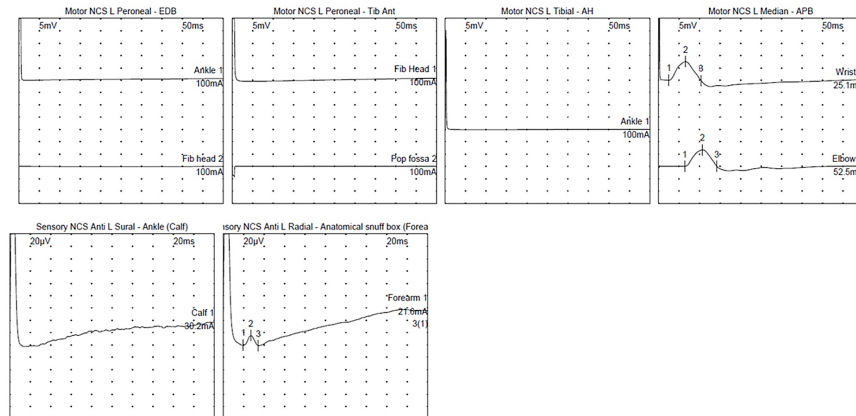 Motor NCS L Peroneal - EDB
5mV 50ms
Ankle 1
100mA
Fib head 2
100mA
Motor NCS L Peroneal - Tib Ant
5mV 50ms
Fib Head 1
100mA
Pop fossa 2
100mA
Motor NCS L Tibial - AH
5mV 50ms
Ankle 1
100mA
Motor NCS L Median - APB
5mV 50ms
1 2 3
Wrist
25.1m
1 2 3
Elbow
52.5m
Sensory NCS Anti L Sural - Ankle (Calf)
20µV 20ms
Calf 1
30.2mA
sory NCS Anti L Radial - Anatomical snuff box (Forea
20µV 20ms
1 2 3
Forearm 1
21.6mA
3(1)